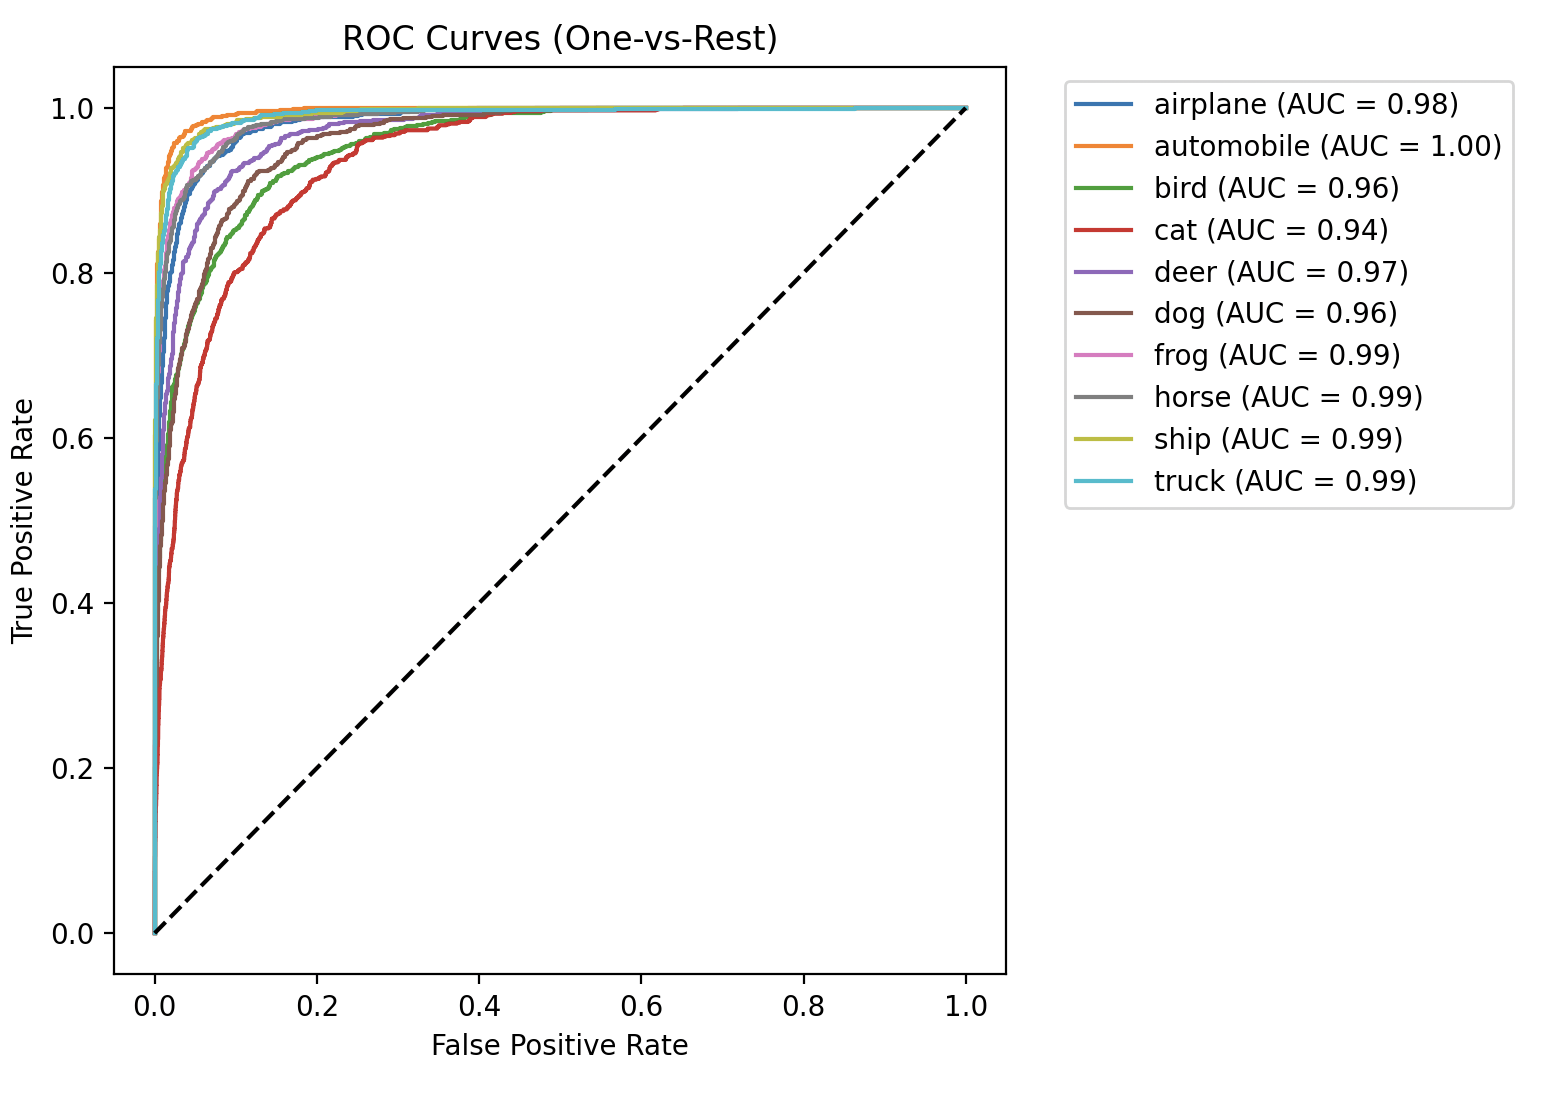 ROC Curves (One-vs-Rest)
1.0
0.8
0.6
0.4
0.2
0.0
True Positive Rate
0.0 0.2 0.4 0.6 0.8 1.0
False Positive Rate
airplane (AUC = 0.98)
automobile (AUC = 1.00)
bird (AUC = 0.96)
cat (AUC = 0.94)
deer (AUC = 0.97)
dog (AUC = 0.96)
frog (AUC = 0.99)
horse (AUC = 0.99)
ship (AUC = 0.99)
truck (AUC = 0.99)